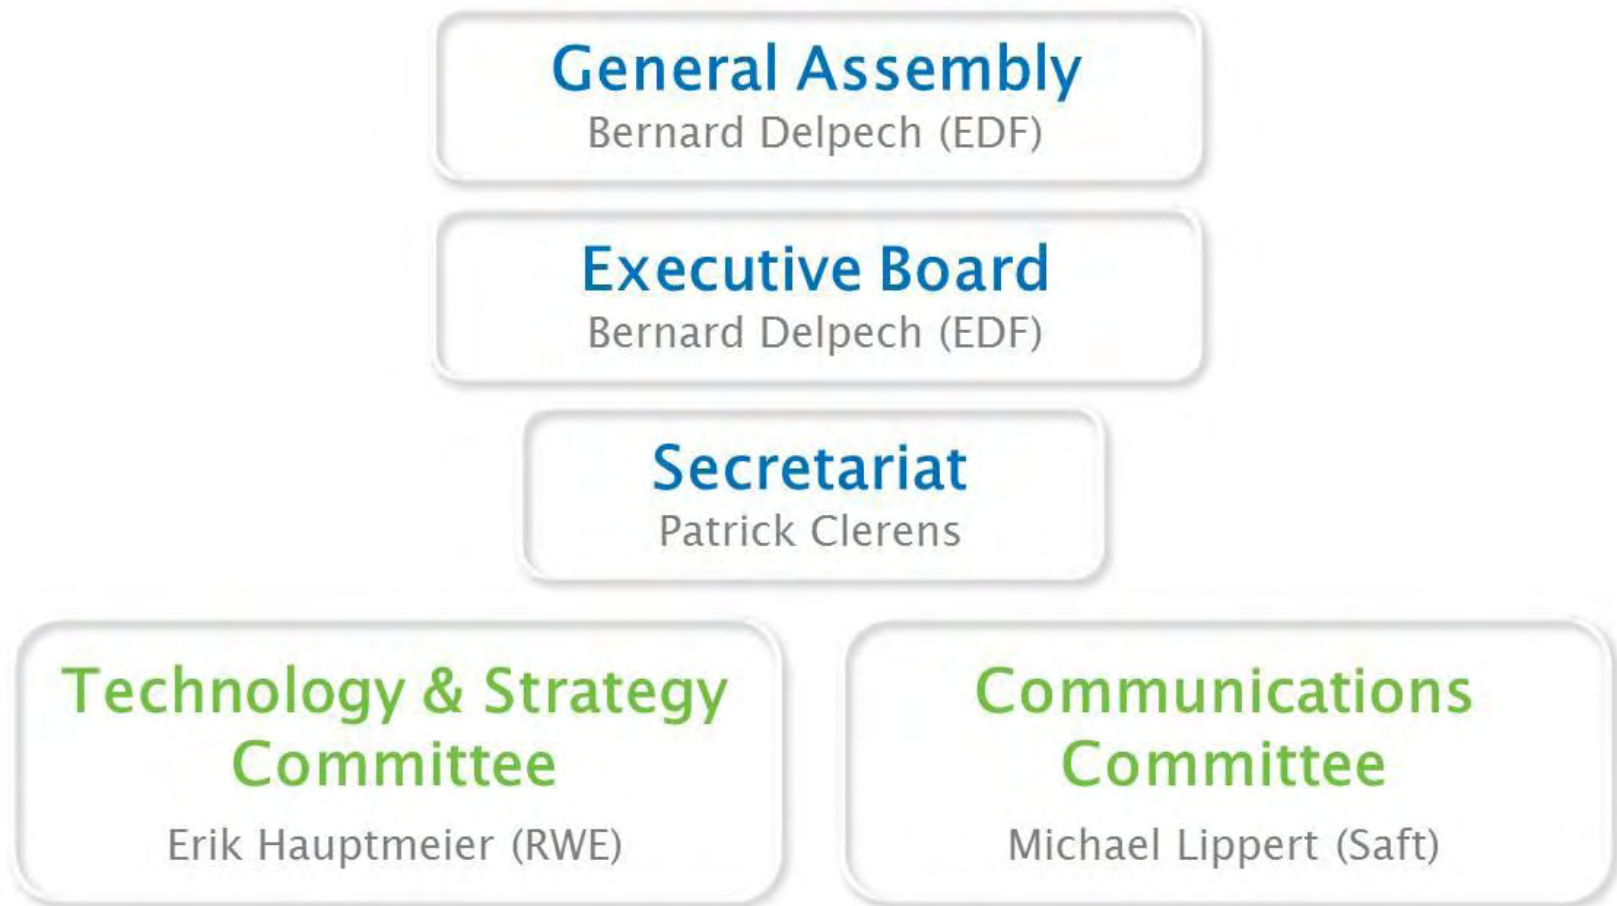 General Assembly
Bernard Delpech (EDF)
Executive Board
Bernard Delpech (EDF)
Secretariat
Patrick Clerens
Technology & Strategy
Committee
Erik Hauptmeier (RWE)
Communications
Committee
Michael Lippert (Saft)